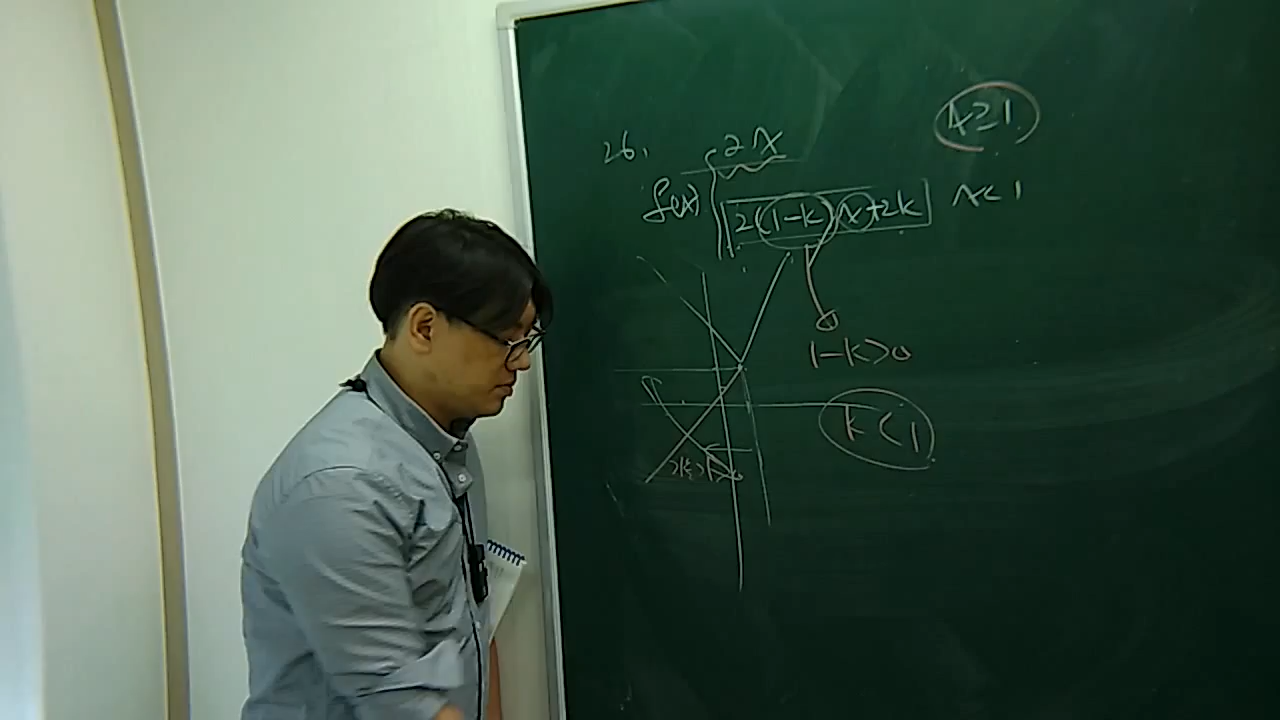 26.
2x x≥1
f(x) 2(1-k)x+2k x<1
1-k>0
k<1